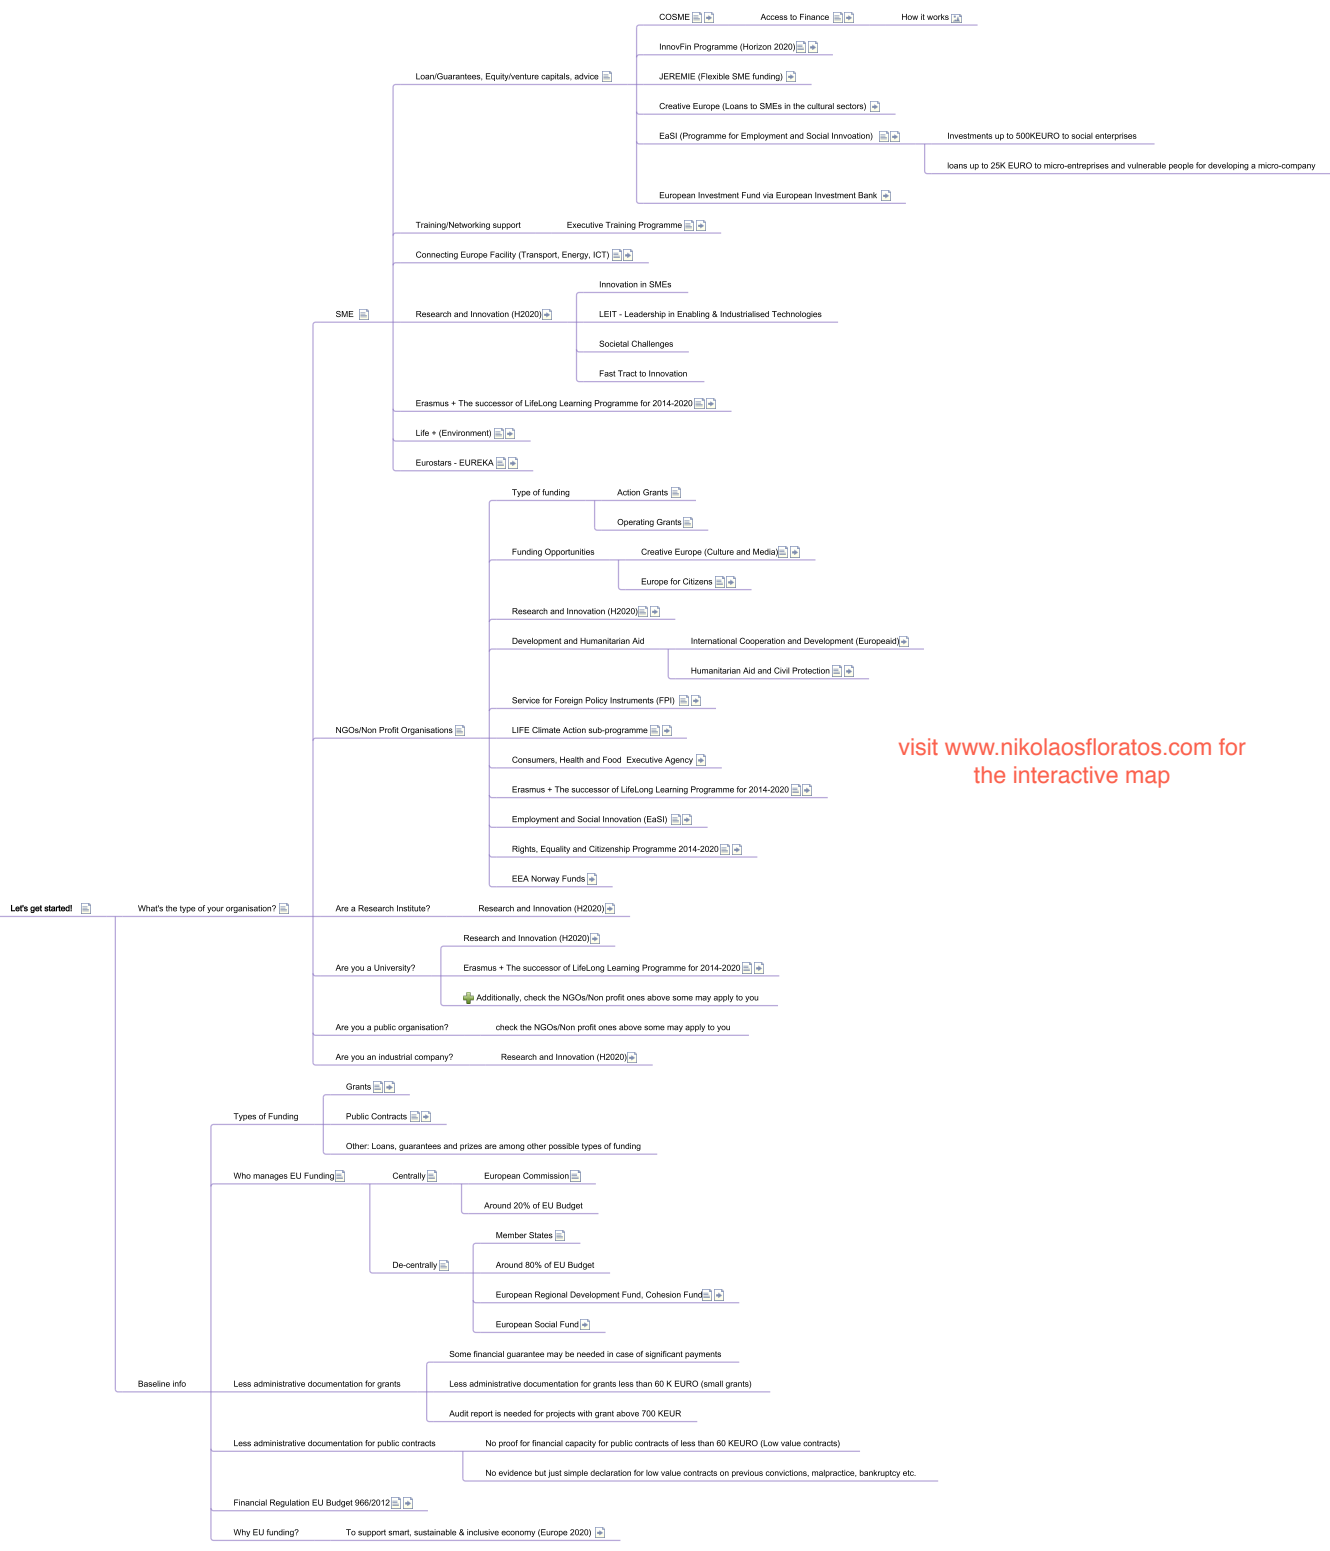 COSME Access to Finance How it works
InnovFin Programme (Horizon 2020)
Loan/Guarantees, Equity/venture capitals, advice JEREMIE (Flexible SME funding)
Creative Europe (Loans to SMEs in the cultural sectors)
EaSI (Programme for Employment and Social Innvoation) Investments up to 500KEURO to social enterprises
loans up to 25K EURO to micro-entreprises and vulnerable people for developing a micro-company
European Investment Fund via European Investment Bank
Training/Networking support Executive Training Programme
Connecting Europe Facility (Transport, Energy, ICT)
Innovation in SMEs
SME Research and Innovation (H2020) LEIT - Leadership in Enabling & Industrialised Technologies
Societal Challenges
Fast Tract to Innovation
Erasmus + The successor of LifeLong Learning Programme for 2014-2020
Life + (Environment)
Eurostars - EUREKA
Type of funding Action Grants
Operating Grants
Funding Opportunities Creative Europe (Culture and Media)
Europe for Citizens
Research and Innovation (H2020)
Development and Humanitarian Aid International Cooperation and Development (Europeaid)
Humanitarian Aid and Civil Protection
Service for Foreign Policy Instruments (FPI)
NGOs/Non Profit Organisations LIFE Climate Action sub-programme
visit www.nikolaosfloratos.com for
the interactive map
Consumers, Health and Food Executive Agency
Erasmus + The successor of LifeLong Learning Programme for 2014-2020
Employment and Social Innovation (EaSI)
Rights, Equality and Citizenship Programme 2014-2020
EEA Norway Funds
Let's get started! What's the type of your organisation? Are a Research Institute? Research and Innovation (H2020)
Research and Innovation (H2020)
Are you a University? Erasmus + The successor of LifeLong Learning Programme for 2014-2020
Additionally, check the NGOs/Non profit ones above some may apply to you
Are you a public organisation? check the NGOs/Non profit ones above some may apply to you
Are you an industrial company? Research and Innovation (H2020)
Grants
Types of Funding Public Contracts
Other: Loans, guarantees and prizes are among other possible types of funding
Who manages EU Funding Centrally European Commission
Around 20% of EU Budget
Member States
De-centrally Around 80% of EU Budget
European Regional Development Fund, Cohesion Fund
European Social Fund
Some financial guarantee may be needed in case of significant payments
Baseline info Less administrative documentation for grants Less administrative documentation for grants less than 60 K EURO (small grants)
Audit report is needed for projects with grant above 700 KEUR
Less administrative documentation for public contracts No proof for financial capacity for public contracts of less than 60 KEURO (Low value contracts)
No evidence but just simple declaration for low value contracts on previous convictions, malpractice, bankruptcy etc.
Financial Regulation EU Budget 966/2012
Why EU funding? To support smart, sustainable & inclusive economy (Europe 2020)